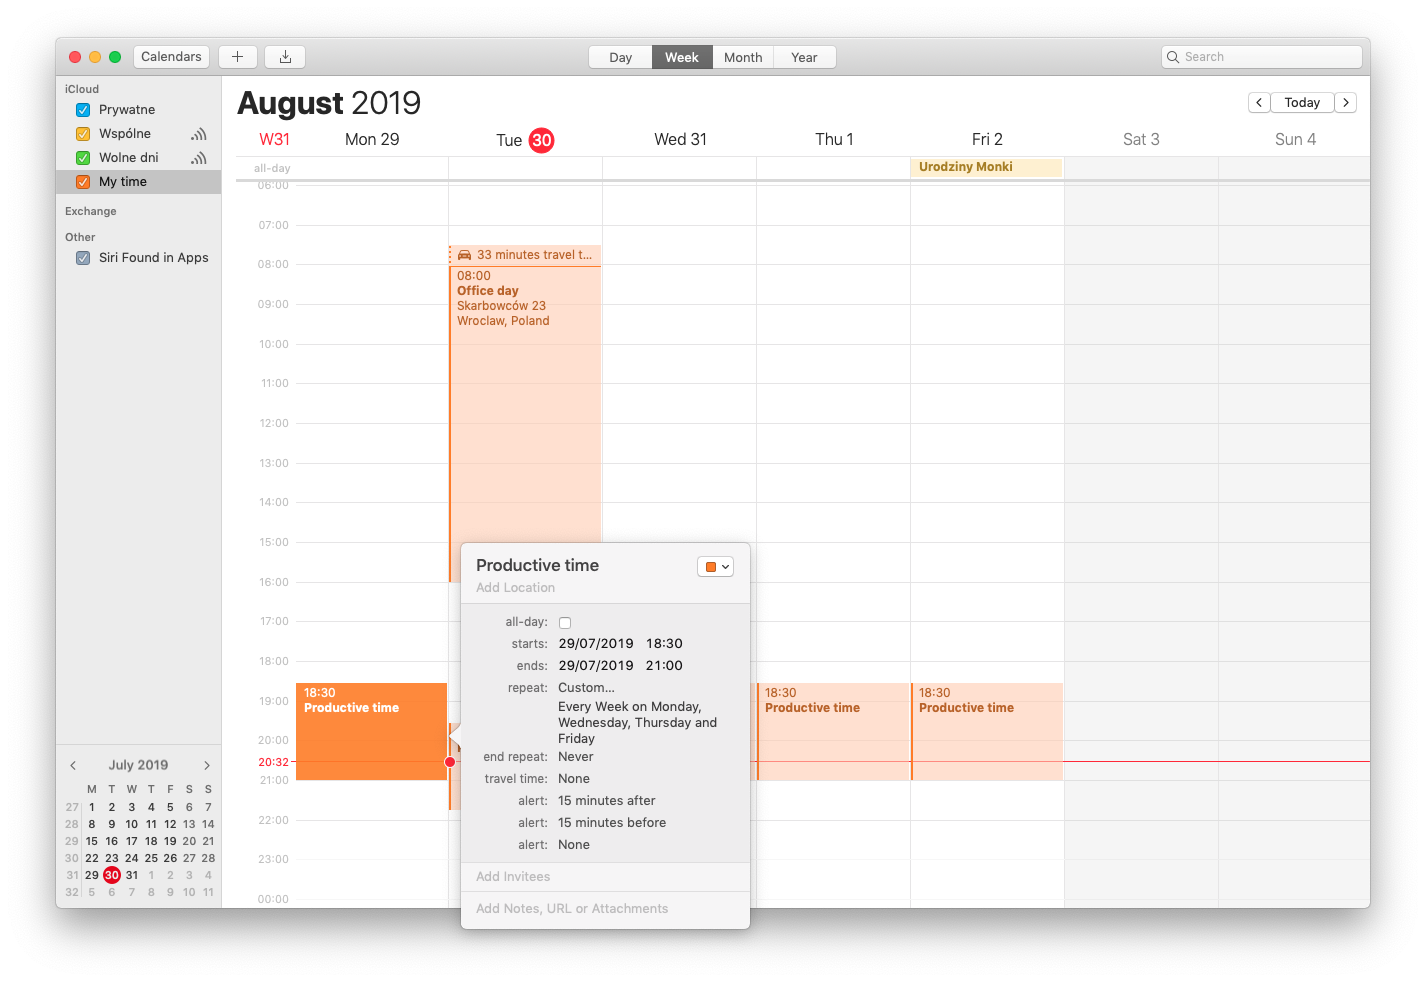 Calendars
Day Week Month Year
Search
iCloud
Prywatne
Wspólne
Wolne dni
My time
Exchange
Other
Siri Found in Apps
August 2019
Today
W31 Mon 29 Tue 30 Wed 31 Thu 1 Fri 2 Sat 3 Sun 4
all-day
Urodziny Monki
06:00
07:00
08:00
09:00
10:00
11:00
12:00
13:00
14:00
15:00
16:00
17:00
18:00
19:00
20:00
20:32
21:00
22:00
23:00
00:00
33 minutes travel t...
08:00
Office day
Skarbowców 23
Wroclaw, Poland
18:30
Productive time
18:30
Productive time
18:30
Productive time
Productive time
Add Location
all-day:
starts: 29/07/2019 18:30
ends: 29/07/2019 21:00
repeat: Custom...
Every Week on Monday,
Wednesday, Thursday and
Friday
end repeat: Never
travel time: None
alert: 15 minutes after
alert: 15 minutes before
alert: None
Add Invitees
Add Notes, URL or Attachments
July 2019
M T W T F S S
27 1 2 3 4 5 6 7
28 8 9 10 11 12 13 14
29 15 16 17 18 19 20 21
30 22 23 24 25 26 27 28
31 29 30 31 1 2 3 4
32 5 6 7 8 9 10 11